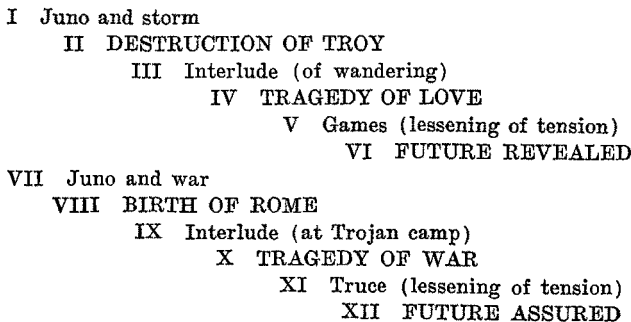 I Juno and storm
II DESTRUCTION OF TROY
III Interlude (of wandering)
IV TRAGEDY OF LOVE
V Games (lessening of tension)
VI FUTURE REVEALED
VII Juno and war
VIII BIRTH OF ROME
IX Interlude (at Trojan camp)
X TRAGEDY OF WAR
XI Truce (lessening of tension)
XII FUTURE ASSURED